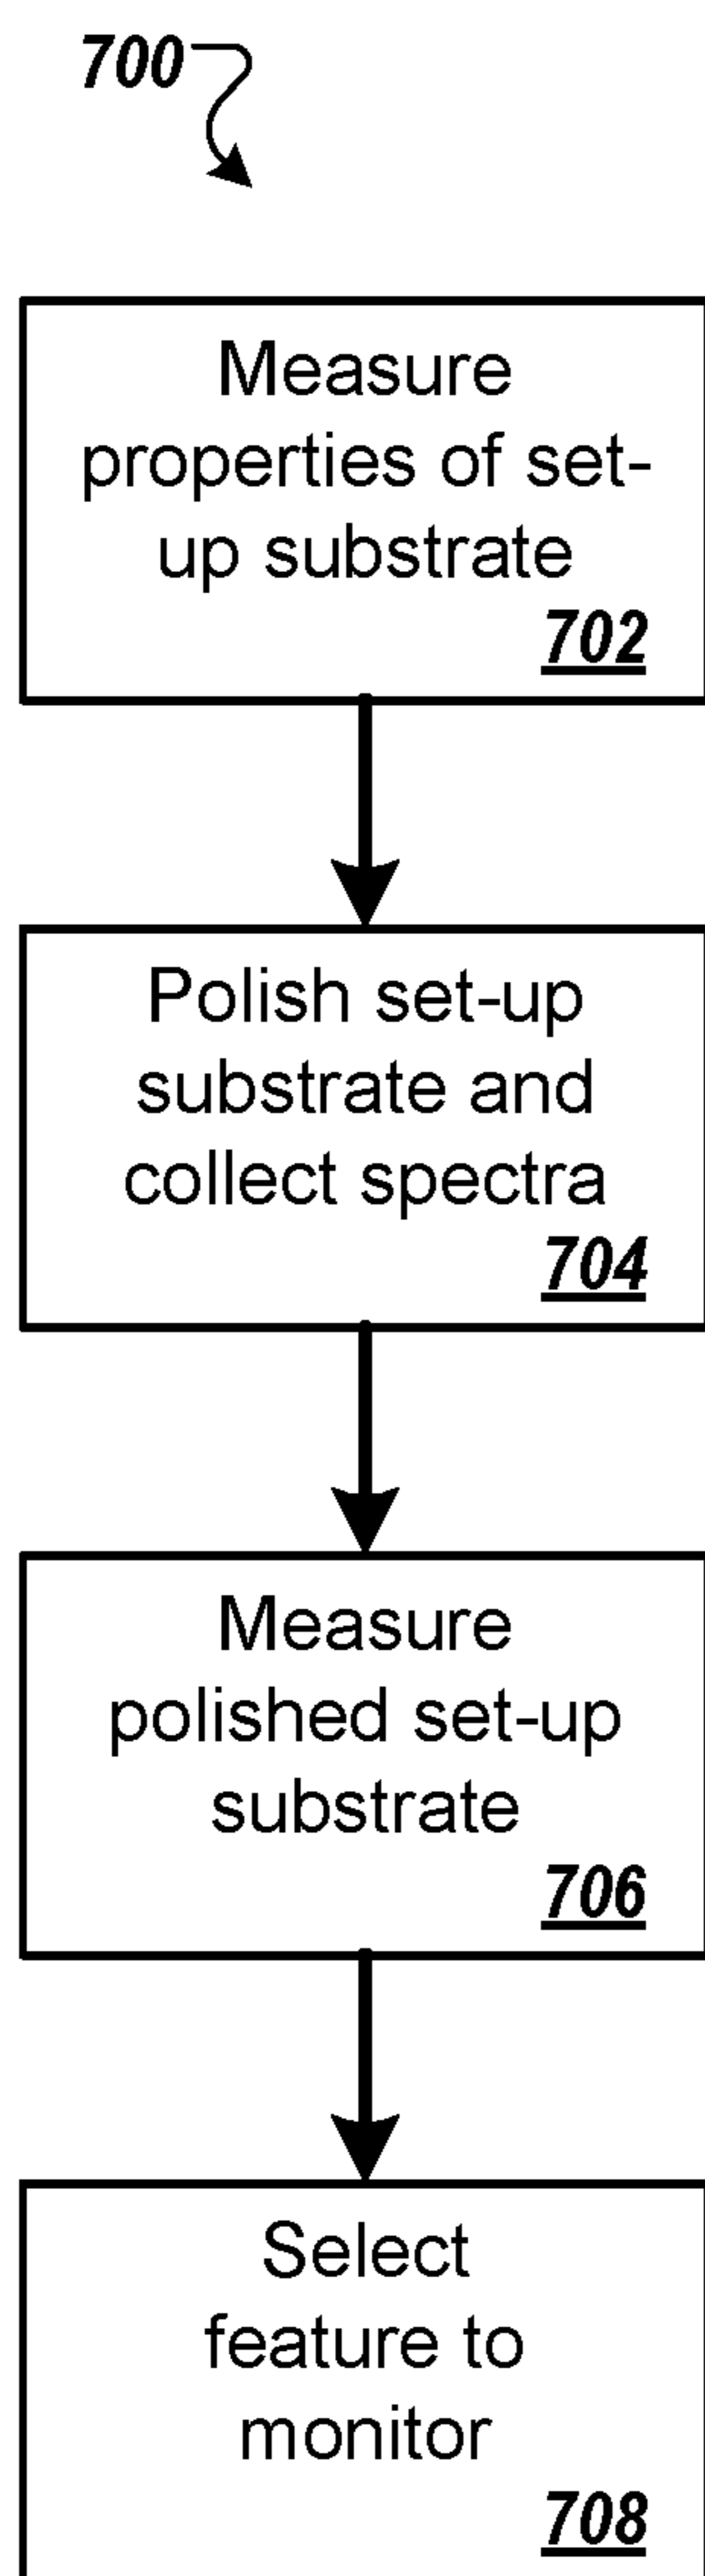 700
Measure
properties of set-
up substrate
702
Polish set-up
substrate and
collect spectra
704
Measure
polished set-up
substrate
706
Select
feature to
monitor
708